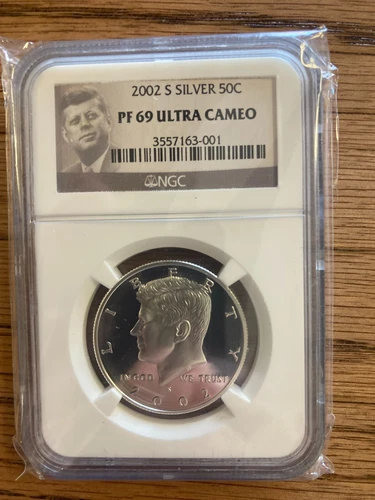 2002 S SILVER 50C
PF 69 ULTRA CAMEO
3557163-001
NGC
LIBERTY
IN GOD WE TRUST
2002